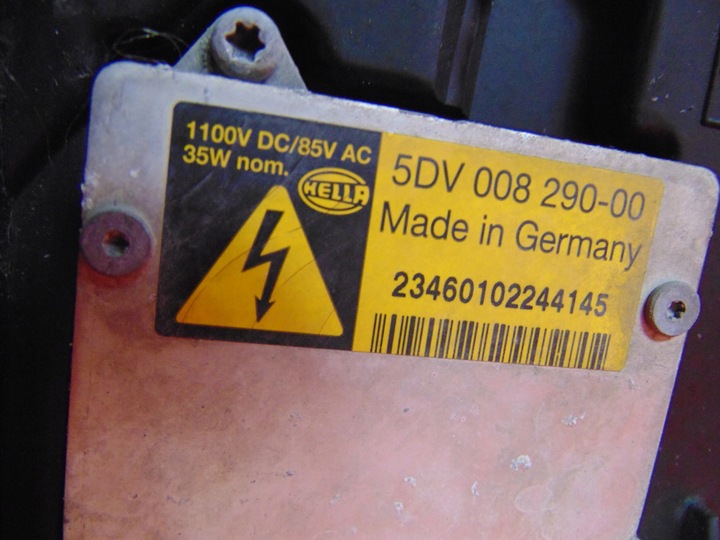 1100V DC/85V AC
35W nom.
HELLA
5DV 008 290-00
Made in Germany
23460102244145